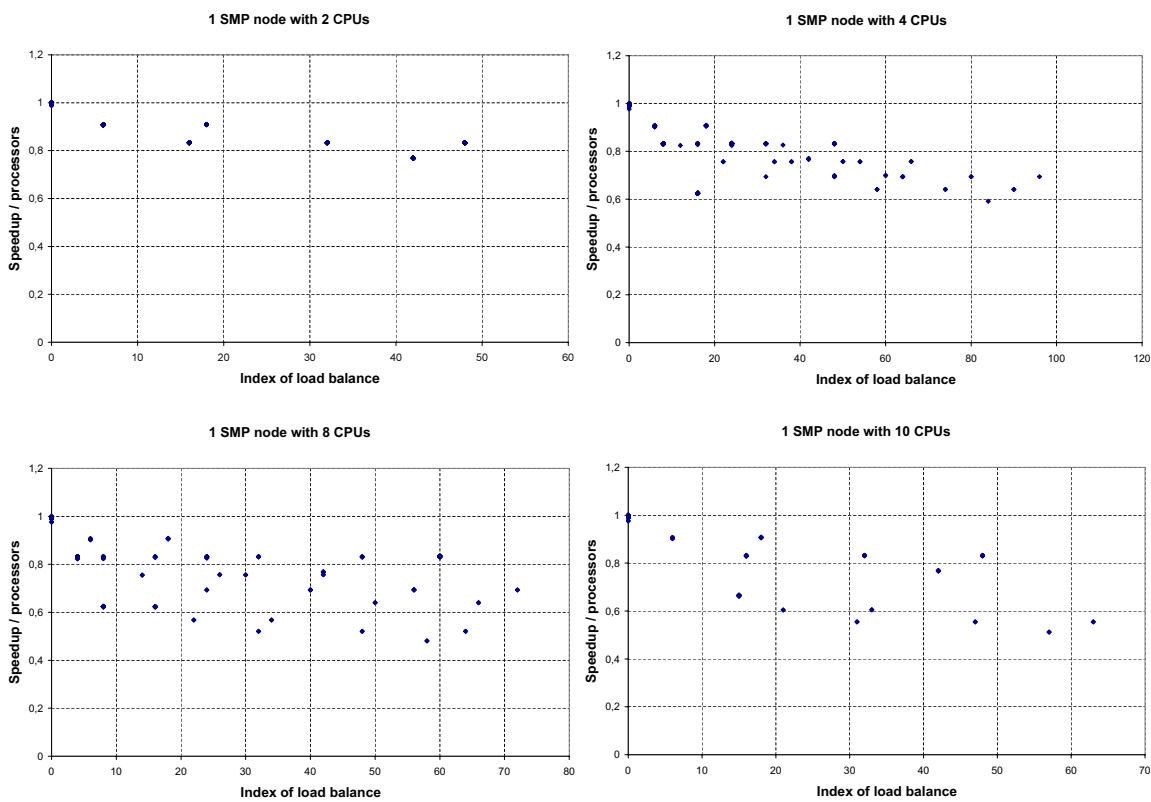 1 SMP node with 2 CPUs
1,2
1
0,8
0,6
0,4
0,2
0
0 10 20 30 40 50 60
Speedup / processors
Index of load balance
1 SMP node with 4 CPUs
1,2
1
0,8
0,6
0,4
0,2
0
0 20 40 60 80 100 120
Speedup / processors
Index of load balance
1 SMP node with 8 CPUs
1,2
1
0,8
0,6
0,4
0,2
0
0 10 20 30 40 50 60 70 80
Speedup / processors
Index of load balance
1 SMP node with 10 CPUs
1,2
1
0,8
0,6
0,4
0,2
0
0 10 20 30 40 50 60 70
Speedup / processors
Index of load balance